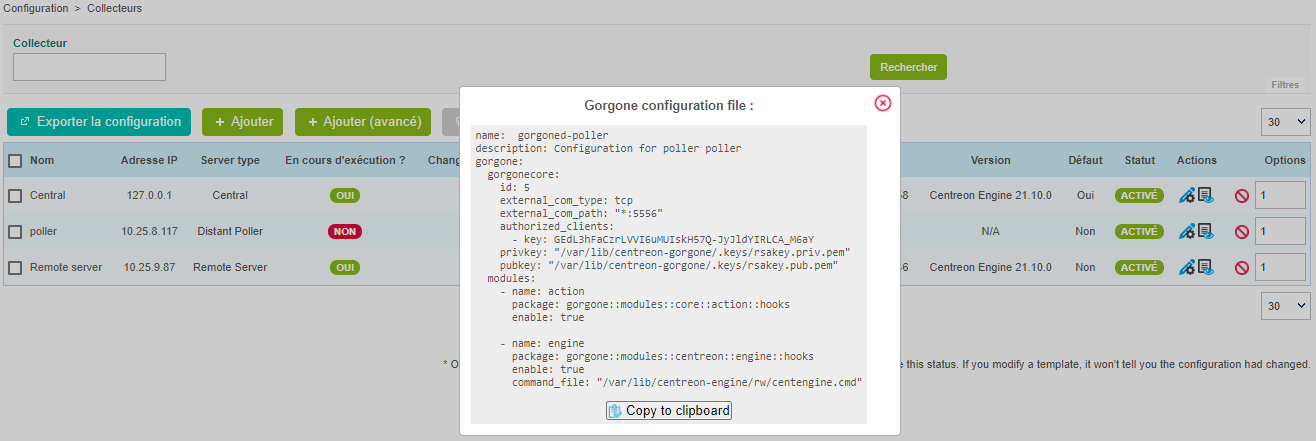 Configuration > Collecteurs
Collecteur
Rechercher
Filtres
Exporter la configuration
+ Ajouter
+ Ajouter (avancé)
30
Nom Adresse IP Server type En cours d'exécution ? Chang Version Défaut Statut Actions Options
Central 127.0.0.1 Central OUI Centreon Engine 21.10.0 Oui ACTIVÉ 1
poller 10.25.8.117 Distant Poller NON N/A Non ACTIVÉ 1
Remote server 10.25.9.87 Remote Server OUI Centreon Engine 21.10.0 Non ACTIVÉ 1
30
* O
e this status. If you modify a template, it won't tell you the configuration had changed.
Gorgone configuration file :
name:  gorgoned-poller
description: Configuration for poller poller
gorgone:
  gorgonecore:
    id: 5
    external_com_type: tcp
    external_com_path: "*:5556"
    authorized_clients:
      - key: GEdL3hFaCzrLVVI6uMUIskH57Q-JyJldYIRLCA_M6aY
    privkey: "/var/lib/centreon-gorgone/.keys/rsakey.priv.pem"
    pubkey: "/var/lib/centreon-gorgone/.keys/rsakey.pub.pem"
  modules:
    - name: action
      package: gorgone::modules::core::action::hooks
      enable: true
    - name: engine
      package: gorgone::modules::centreon::engine::hooks
      enable: true
      command_file: "/var/lib/centreon-engine/rw/centengine.cmd"
Copy to clipboard